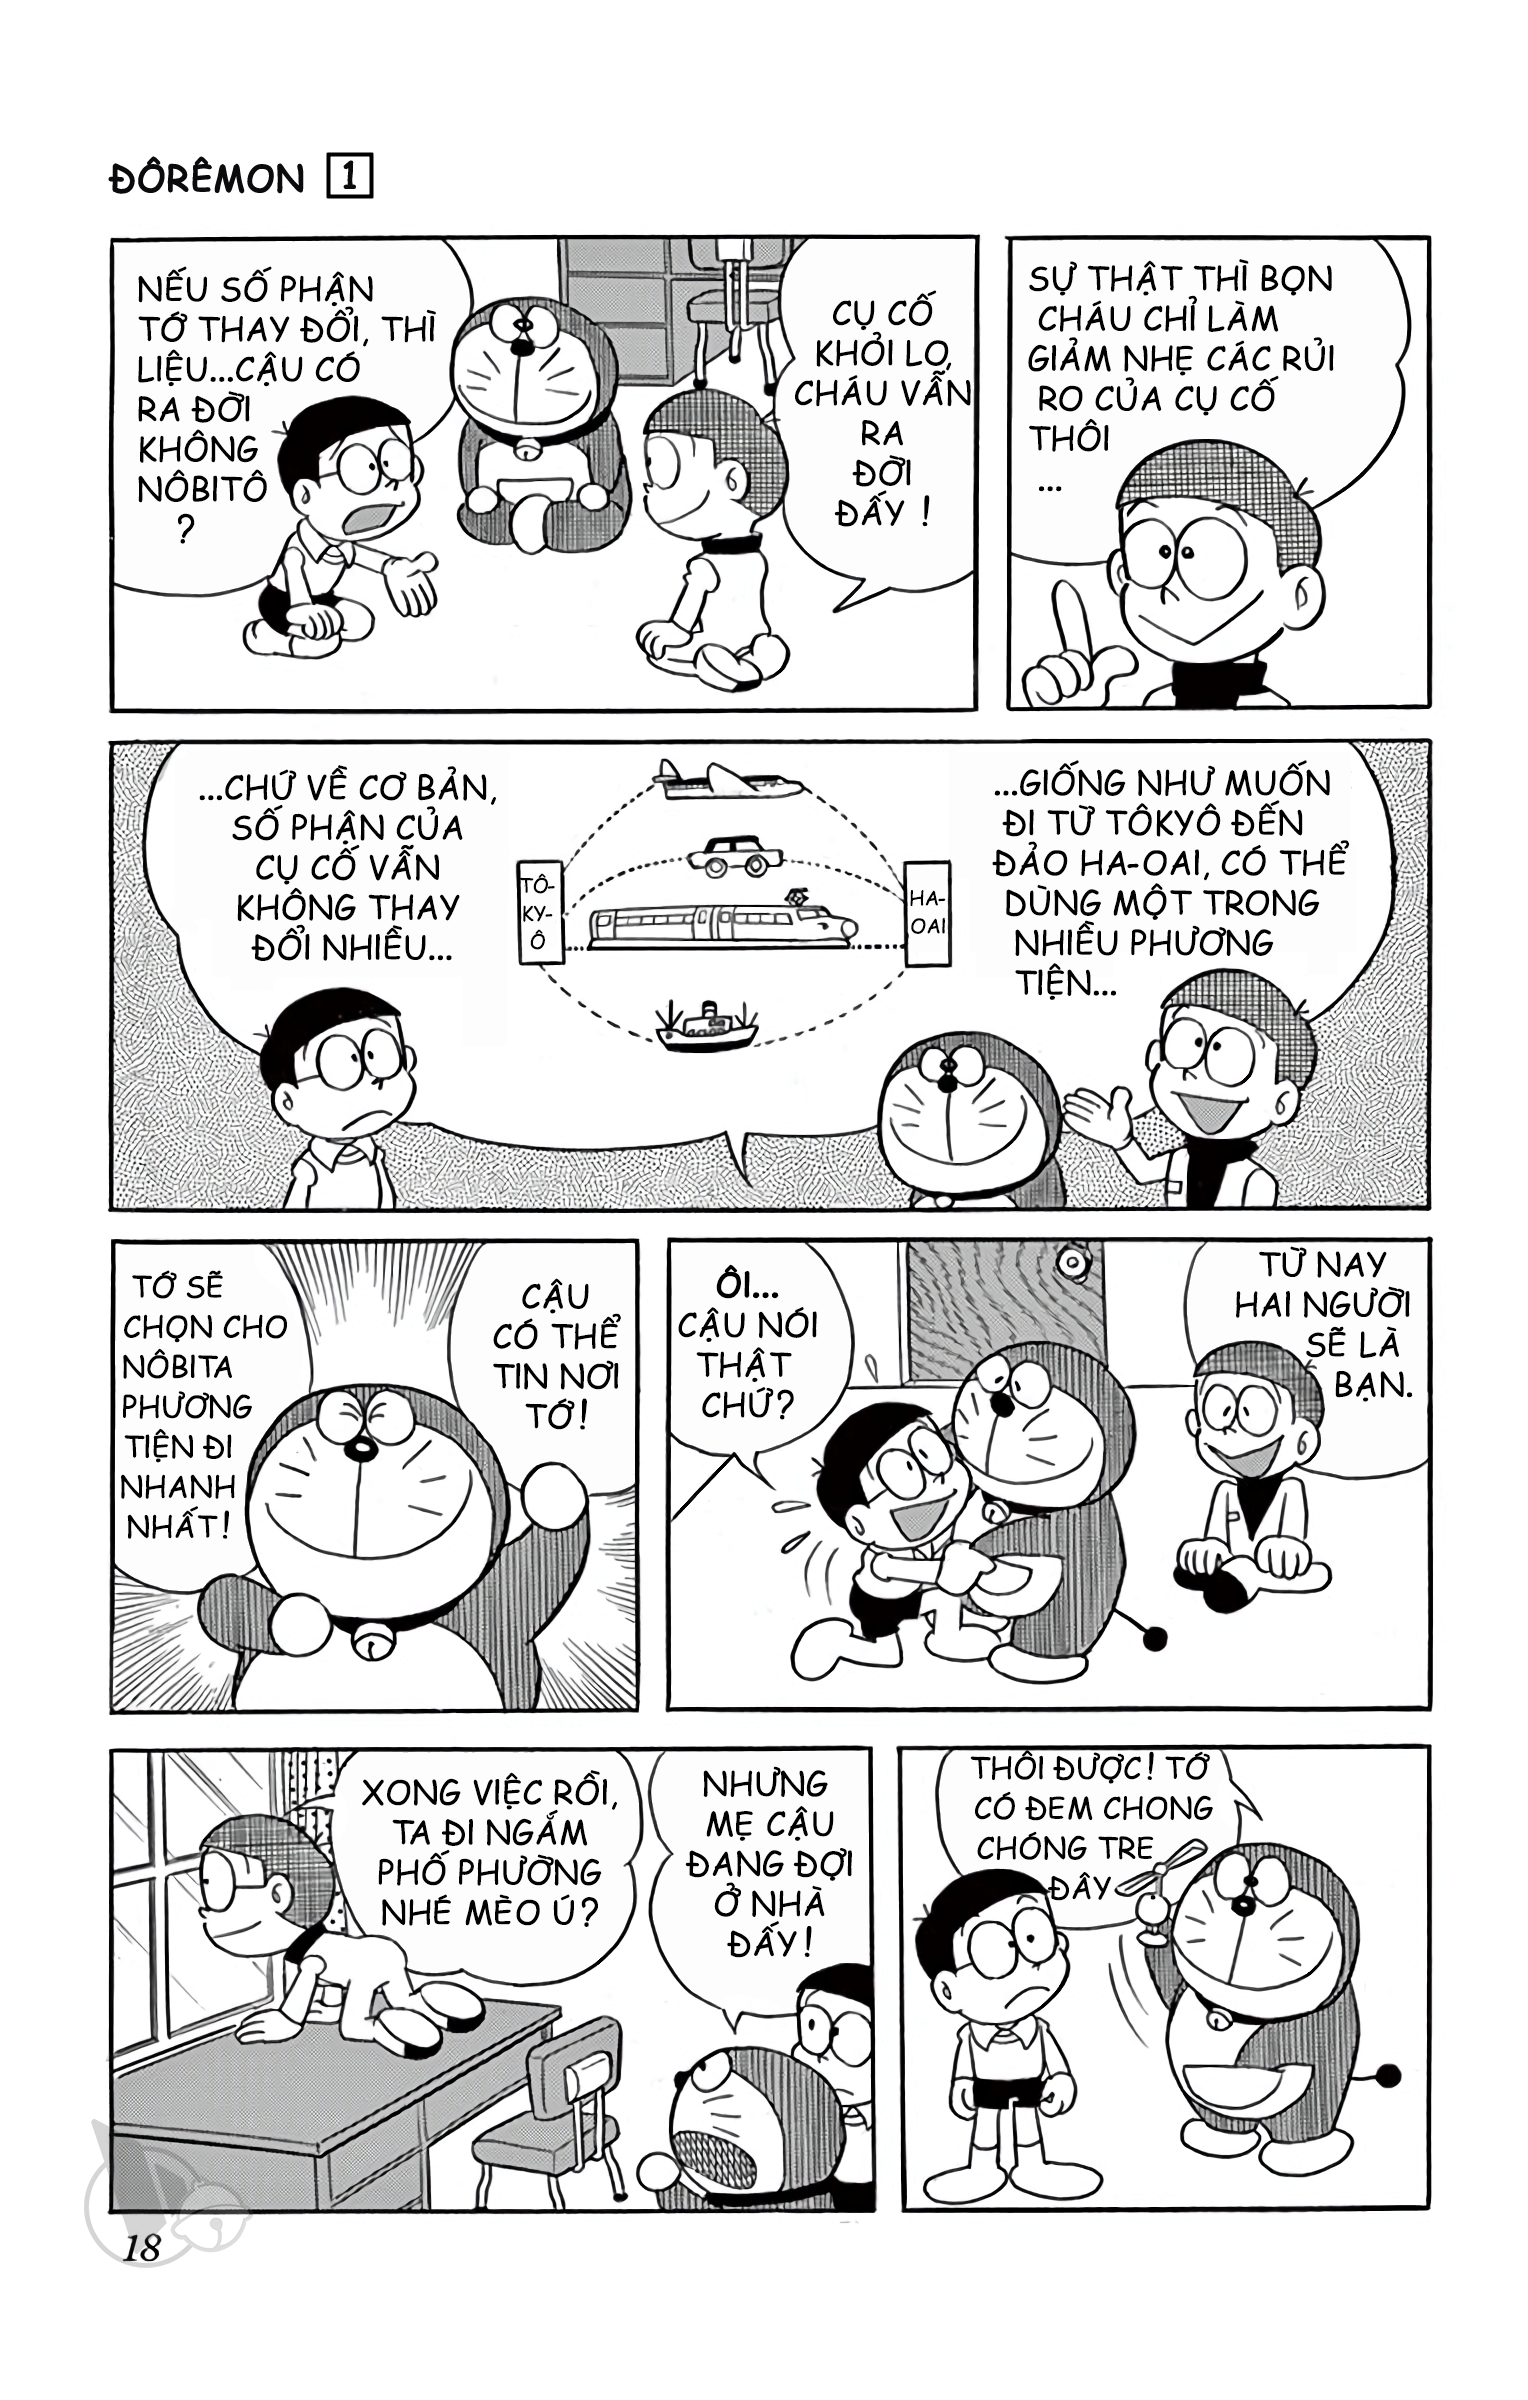 ĐÔRÊMON 1
NẾU SỐ PHẬN
TỚ THAY ĐỔI, THÌ
LIỆU...CẬU CÓ
RA ĐỜI
KHÔNG
NÔBITÔ
?
CỤ CỐ
KHỎI LO,
CHÁU VẪN
RA
ĐỜI
ĐẤY !
SỰ THẬT THÌ BỌN
CHÁU CHỈ LÀM
GIẢM NHẸ CÁC RỦI
RO CỦA CỤ CỐ
THÔI
...
...CHỨ VỀ CƠ BẢN,
SỐ PHẬN CỦA
CỤ CỐ VẪN
KHÔNG THAY
ĐỔI NHIỀU...
TÔ-
KY-
Ô
HA-
OAI
...GIỐNG NHƯ MUỐN
ĐI TỪ TÔKYÔ ĐẾN
ĐẢO HA-OAI, CÓ THỂ
DÙNG MỘT TRONG
NHIỀU PHƯƠNG
TIỆN...
TỚ SẼ
CHỌN CHO
NÔBITA
PHƯƠNG
TIỆN ĐI
NHANH
NHẤT!
CẬU
CÓ THỂ
TIN NƠI
TỚ!
ÔI...
CẬU NÓI
THẬT
CHỨ?
TỪ NAY
HAI NGƯỜI
SẼ LÀ
BẠN.
XONG VIỆC RỒI,
TA ĐI NGẮM
PHỐ PHƯỜNG
NHÉ MÈO Ú?
NHƯNG
MẸ CẬU
ĐANG ĐỢI
Ở NHÀ
ĐẤY!
THÔI ĐƯỢC! TỚ
CÓ ĐEM CHONG
CHÓNG TRE
ĐÂY
18